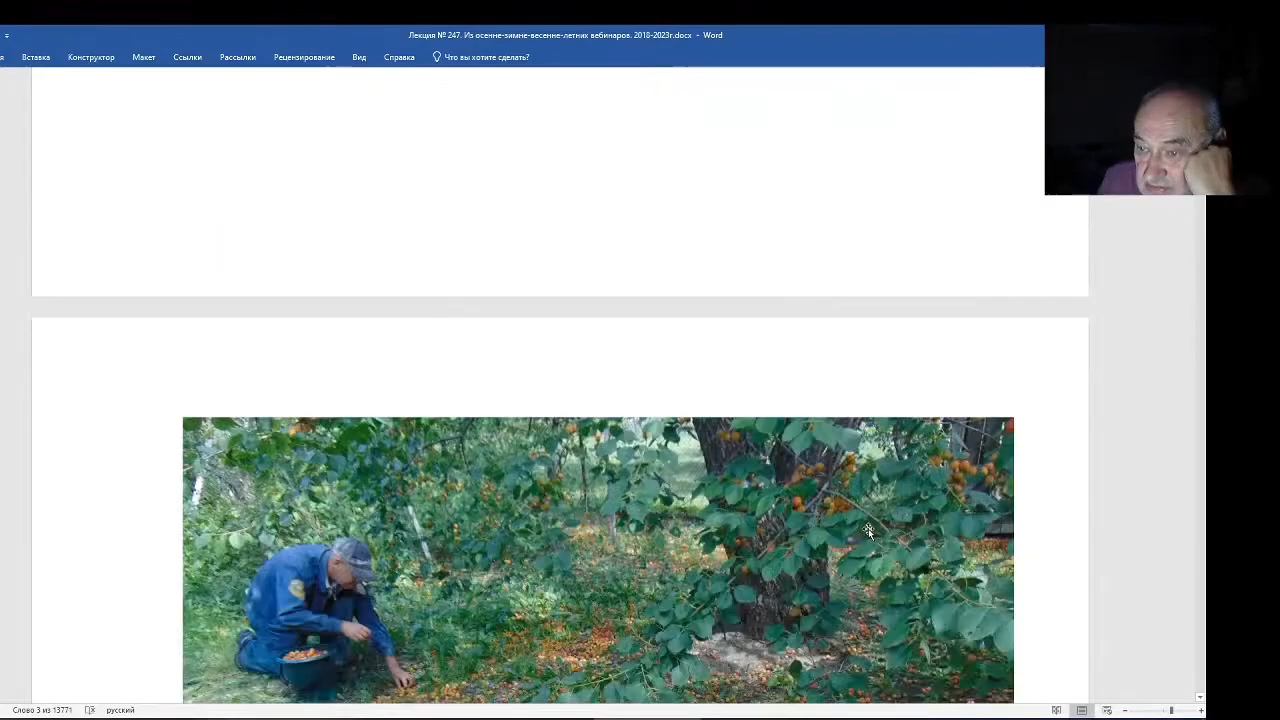 Лекция № 247. Из осенне-зимне-весенне-летних вебинаров. 2018-2023г.docx - Word
Вставка Конструктор Макет Ссылки Рассылки Рецензирование Вид Справка Что вы хотите сделать?
Слово 3 из 13771 русский